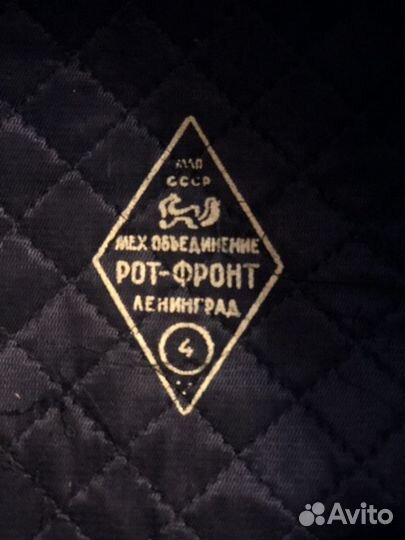 МЛП
СССР
МЕХ.ОБЪЕДИНЕНИЕ
РОТ-ФРОНТ
ЛЕНИНГРАД
4
Avito